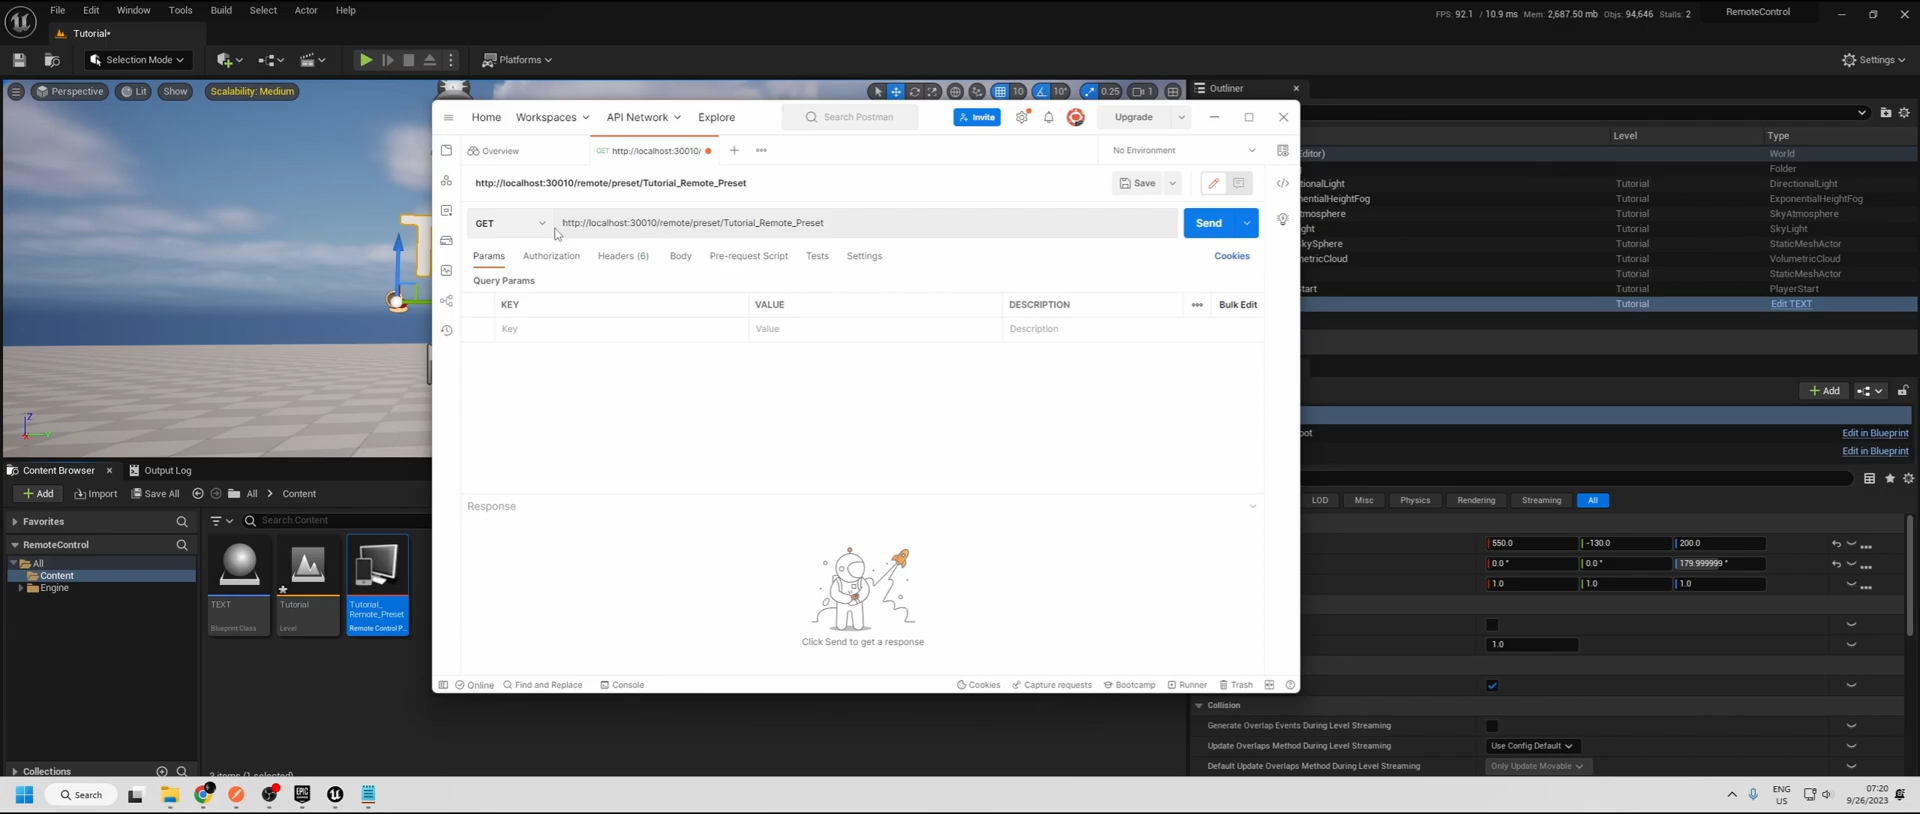 File Edit Window Tools Build Select Actor Help
FPS: 92.1 / 10.9 ms Mem: 2,687.50 mb Objs: 94,646 Stalls: 2
RemoteControl
Tutorial*
Selection Mode
Platforms
Settings
Perspective Lit Show Scalability: Medium
10 10° 0.25 1
Outliner
Home Workspaces API Network Explore
Search Postman
Invite
Upgrade
Level Type
Overview
GET http://localhost:30010/
No Environment
Editor) World
Folder
http://localhost:30010/remote/preset/Tutorial_Remote_Preset
Save
Tutorial DirectionalLight
Tutorial ExponentialHeightFog
Tutorial
Tutorial SkyLight
Tutorial StaticMeshActor
Tutorial VolumetricCloud
Tutorial StaticMeshActor
Tutorial PlayerStart
Tutorial Edit TEXT
GET http://localhost:30010/remote/preset/Tutorial_Remote_Preset Send
Params Authorization Headers (6) Body Pre-request Script Tests Settings Cookies
Query Params
KEY VALUE DESCRIPTION Bulk Edit
Key Value Description
Add
Edit in Blueprint
Edit in Blueprint
Content Browser Output Log
Add Import Save All All Content
LOD Misc Physics Rendering Streaming All
Response
Favorites
Search Content
RemoteControl
All
Content
Engine
TEXT
Blueprint Class
Tutorial
Level
Tutorial_
Remote_Preset
Remote Control P...
550.0 -130.0 200.0
0.0 ° 0.0 ° 179.999999 °
1.0 1.0 1.0
1.0
Click Send to get a response
Online Find and Replace Console Cookies Capture requests Bootcamp Runner Trash
Collision
Generate Overlap Events During Level Streaming
Update Overlaps Method During Level Streaming Use Config Default
Default Update Overlaps Method During Level Streaming Only Update Movable
Collections
3 items (1 selected)
Search
ENG
US
07:20
9/26/2023